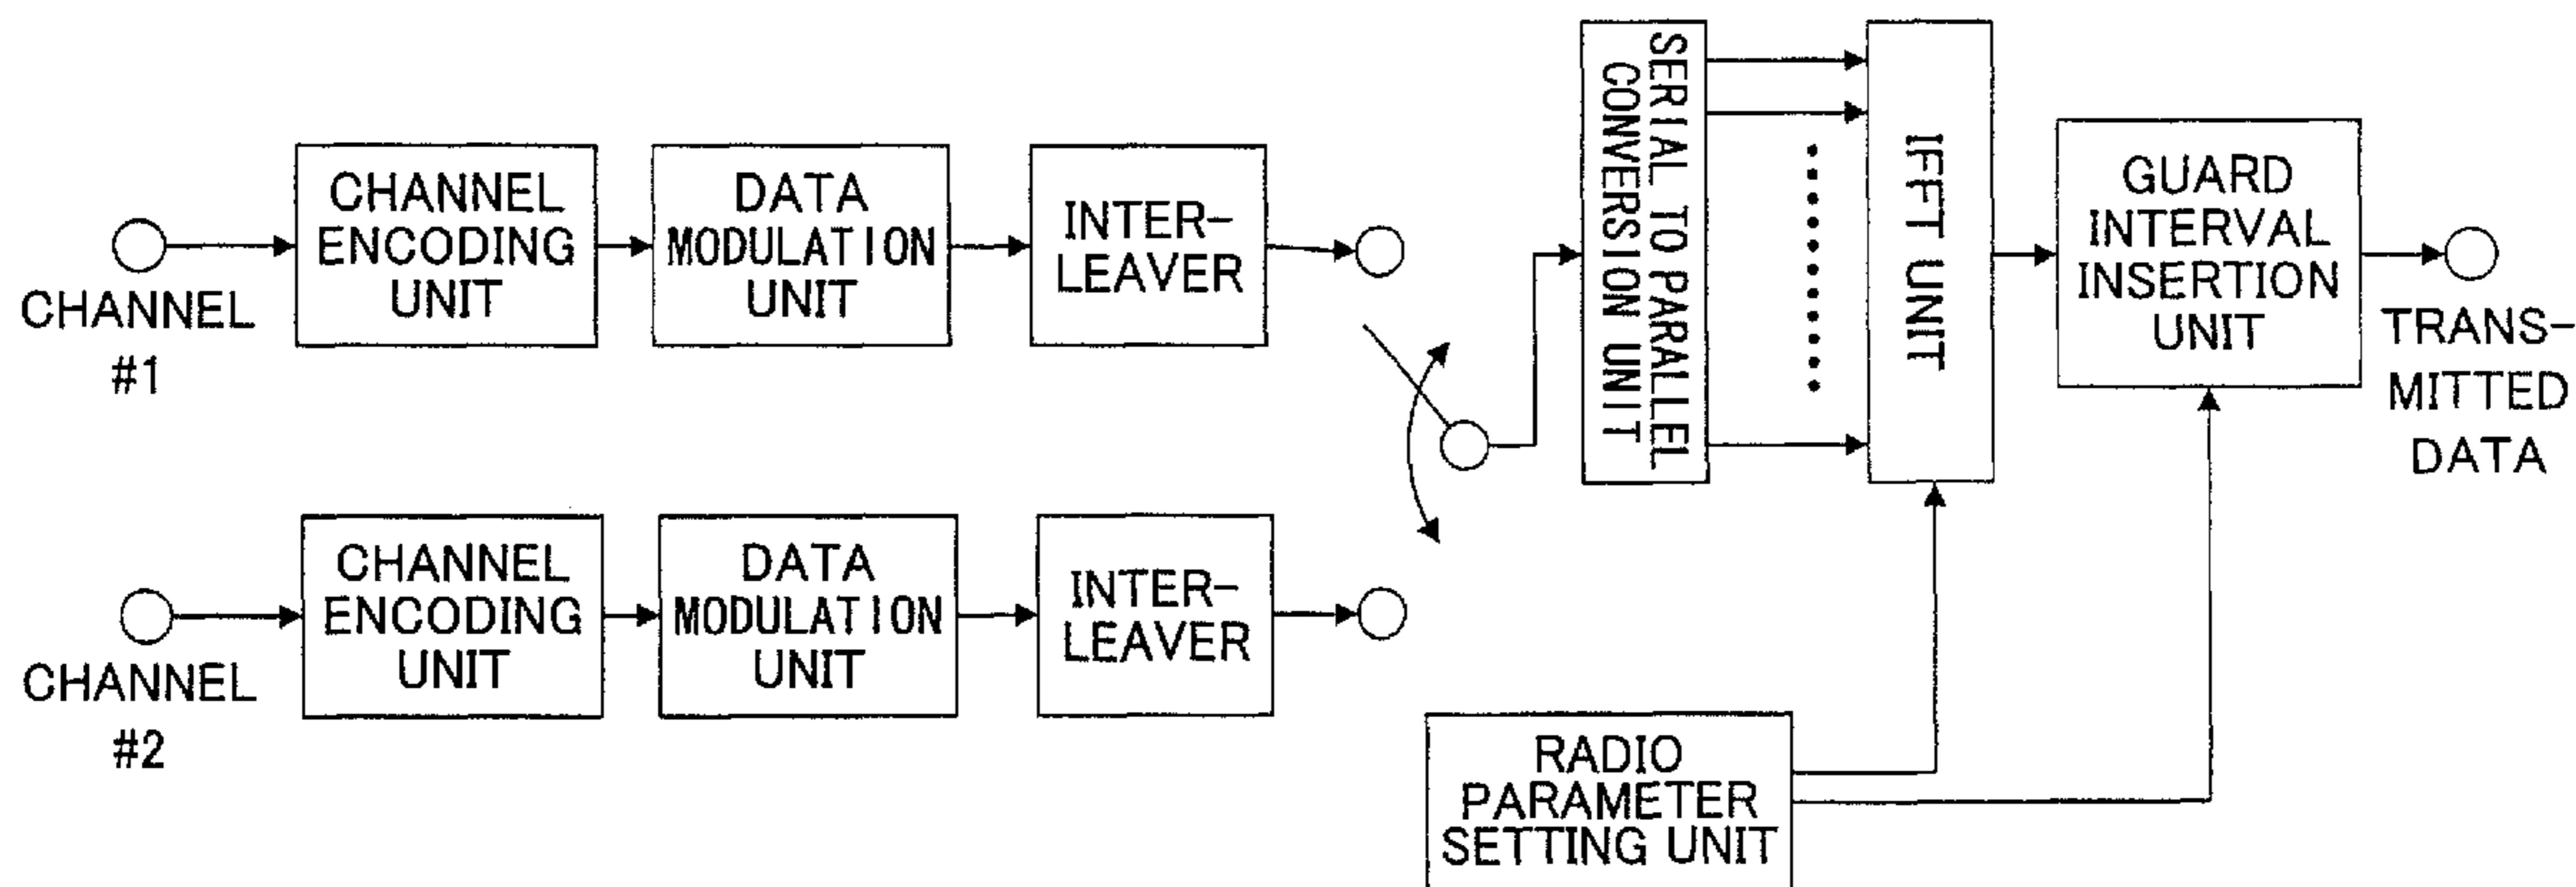 CHANNEL
#1
CHANNEL
ENCODING
UNIT
DATA
MODULATION
UNIT
INTER-
LEAVER
SERIAL TO PARALLEL
CONVERSION UNIT
IFFT UNIT
GUARD
INTERVAL
INSERTION
UNIT
TRANS-
MITTED
DATA
CHANNEL
#2
CHANNEL
ENCODING
UNIT
DATA
MODULATION
UNIT
INTER-
LEAVER
RADIO
PARAMETER
SETTING UNIT